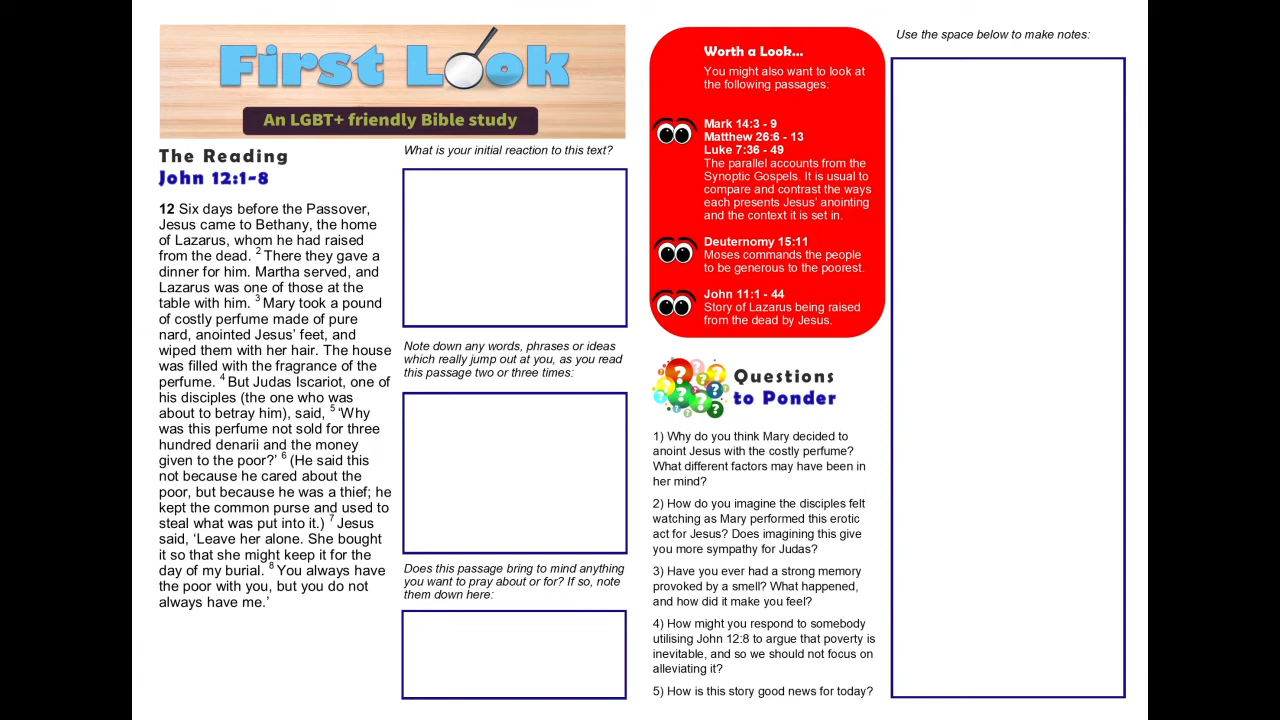 First Look
An LGBT+ friendly Bible study
The Reading
John 12:1-8
12 Six days before the Passover,
Jesus came to Bethany, the home
of Lazarus, whom he had raised
from the dead. 2 There they gave a
dinner for him. Martha served, and
Lazarus was one of those at the
table with him. 3 Mary took a pound
of costly perfume made of pure
nard, anointed Jesus’ feet, and
wiped them with her hair. The house
was filled with the fragrance of the
perfume. 4 But Judas Iscariot, one of
his disciples (the one who was
about to betray him), said, 5 ‘Why
was this perfume not sold for three
hundred denarii and the money
given to the poor?’ 6 (He said this
not because he cared about the
poor, but because he was a thief; he
kept the common purse and used to
steal what was put into it.) 7 Jesus
said, ‘Leave her alone. She bought
it so that she might keep it for the
day of my burial. 8 You always have
the poor with you, but you do not
always have me.’
What is your initial reaction to this text?
Note down any words, phrases or ideas
which really jump out at you, as you read
this passage two or three times:
Does this passage bring to mind anything
you want to pray about or for? If so, note
them down here:
Worth a Look...
You might also want to look at
the following passages:
Mark 14:3 - 9
Matthew 26:6 - 13
Luke 7:36 - 49
The parallel accounts from the
Synoptic Gospels. It is usual to
compare and contrast the ways
each presents Jesus’ anointing
and the context it is set in.
Deuternomy 15:11
Moses commands the people
to be generous to the poorest.
John 11:1 - 44
Story of Lazarus being raised
from the dead by Jesus.
Questions
to Ponder
1) Why do you think Mary decided to
anoint Jesus with the costly perfume?
What different factors may have been in
her mind?
2) How do you imagine the disciples felt
watching as Mary performed this erotic
act for Jesus? Does imagining this give
you more sympathy for Judas?
3) Have you ever had a strong memory
provoked by a smell? What happened,
and how did it make you feel?
4) How might you respond to somebody
utilising John 12:8 to argue that poverty is
inevitable, and so we should not focus on
alleviating it?
5) How is this story good news for today?
Use the space below to make notes: